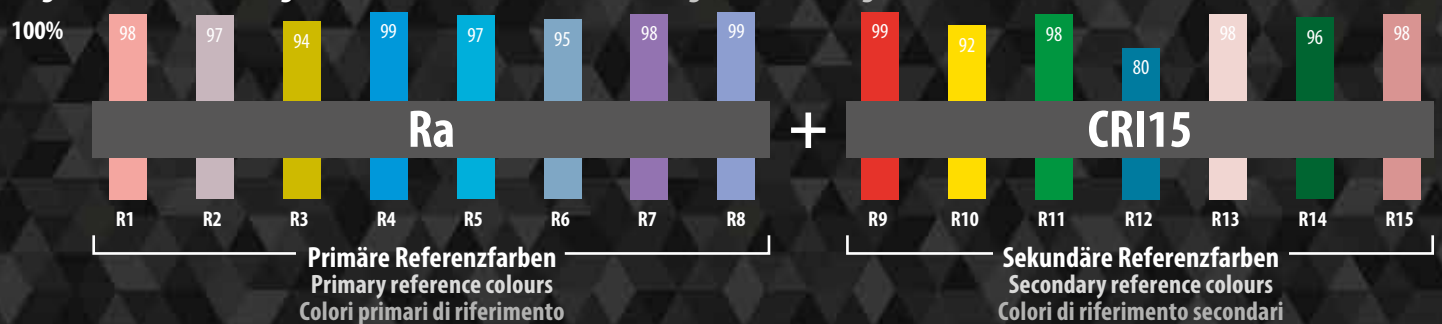 100%
98 97 94 99 97 95 98 99 99 92 98 80 98 96 98
Ra + CRI15
R1 R2 R3 R4 R5 R6 R7 R8 R9 R10 R11 R12 R13 R14 R15
Primäre Referenzfarben
Primary reference colours
Colori primari di riferimento
Sekundäre Referenzfarben
Secondary reference colours
Colori di riferimento secondari